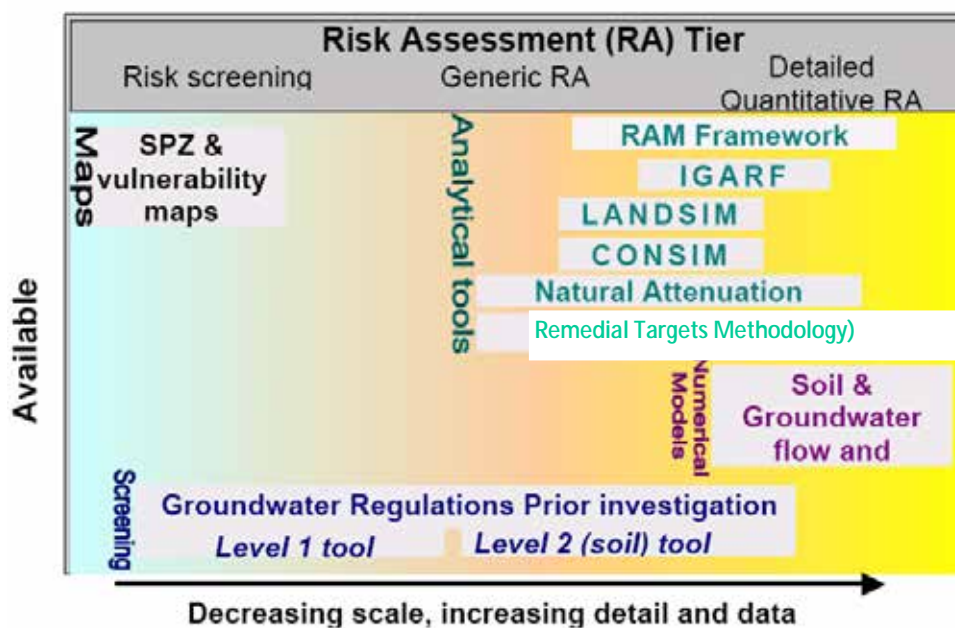 Risk Assessment (RA) Tier
Risk screening
Generic RA
Detailed
Quantitative RA
Available
Maps
SPZ &
vulnerability
maps
Analytical tools
RAM Framework
IGARF
LANDSIM
CONSIM
Natural Attenuation
Remedial Targets Methodology)
Numerical
Models
Soil &
Groundwater
flow and
Screening
Groundwater Regulations Prior investigation
Level 1 tool
Level 2 (soil) tool
Decreasing scale, increasing detail and data